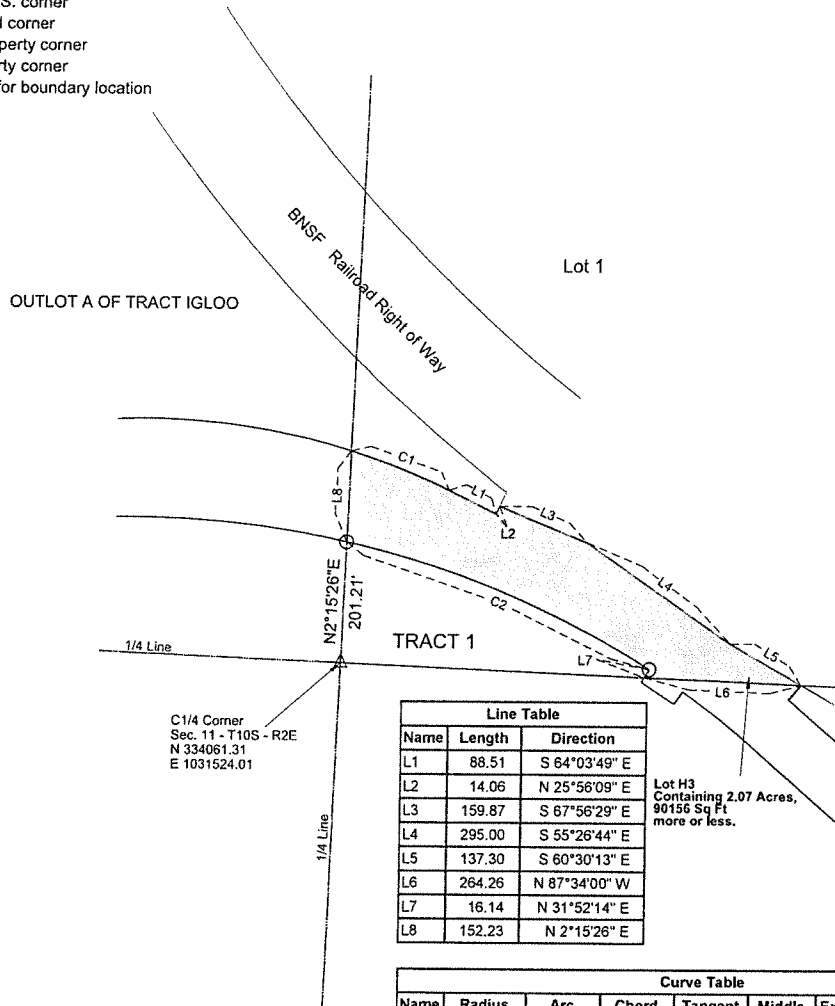 S. corner
corner
perty corner
rty corner
for boundary location
BNSF Railroad Right of Way
Lot 1
OUTLOT A OF TRACT IGLOO
C1
L1
L2
L3
L8
L4
C2
L5
N2°15'26"E
201.21'
TRACT 1
1/4 Line
L7
L6
C1/4 Corner
Sec. 11 - T10S - R2E
N 334061.31
E 1031524.01
Lot H3
Containing 2.07 Acres,
90156 Sq Ft
more or less.
1/4 Line
Line Table
Name Length Direction
L1 88.51 S 64°03'49" E
L2 14.06 N 25°56'09" E
L3 159.87 S 67°56'29" E
L4 295.00 S 55°26'44" E
L5 137.30 S 60°30'13" E
L6 264.26 N 87°34'00" W
L7 16.14 N 31°52'14" E
L8 152.23 N 2°15'26" E
Curve Table
Name Radius Arc Chord Tangent Middle